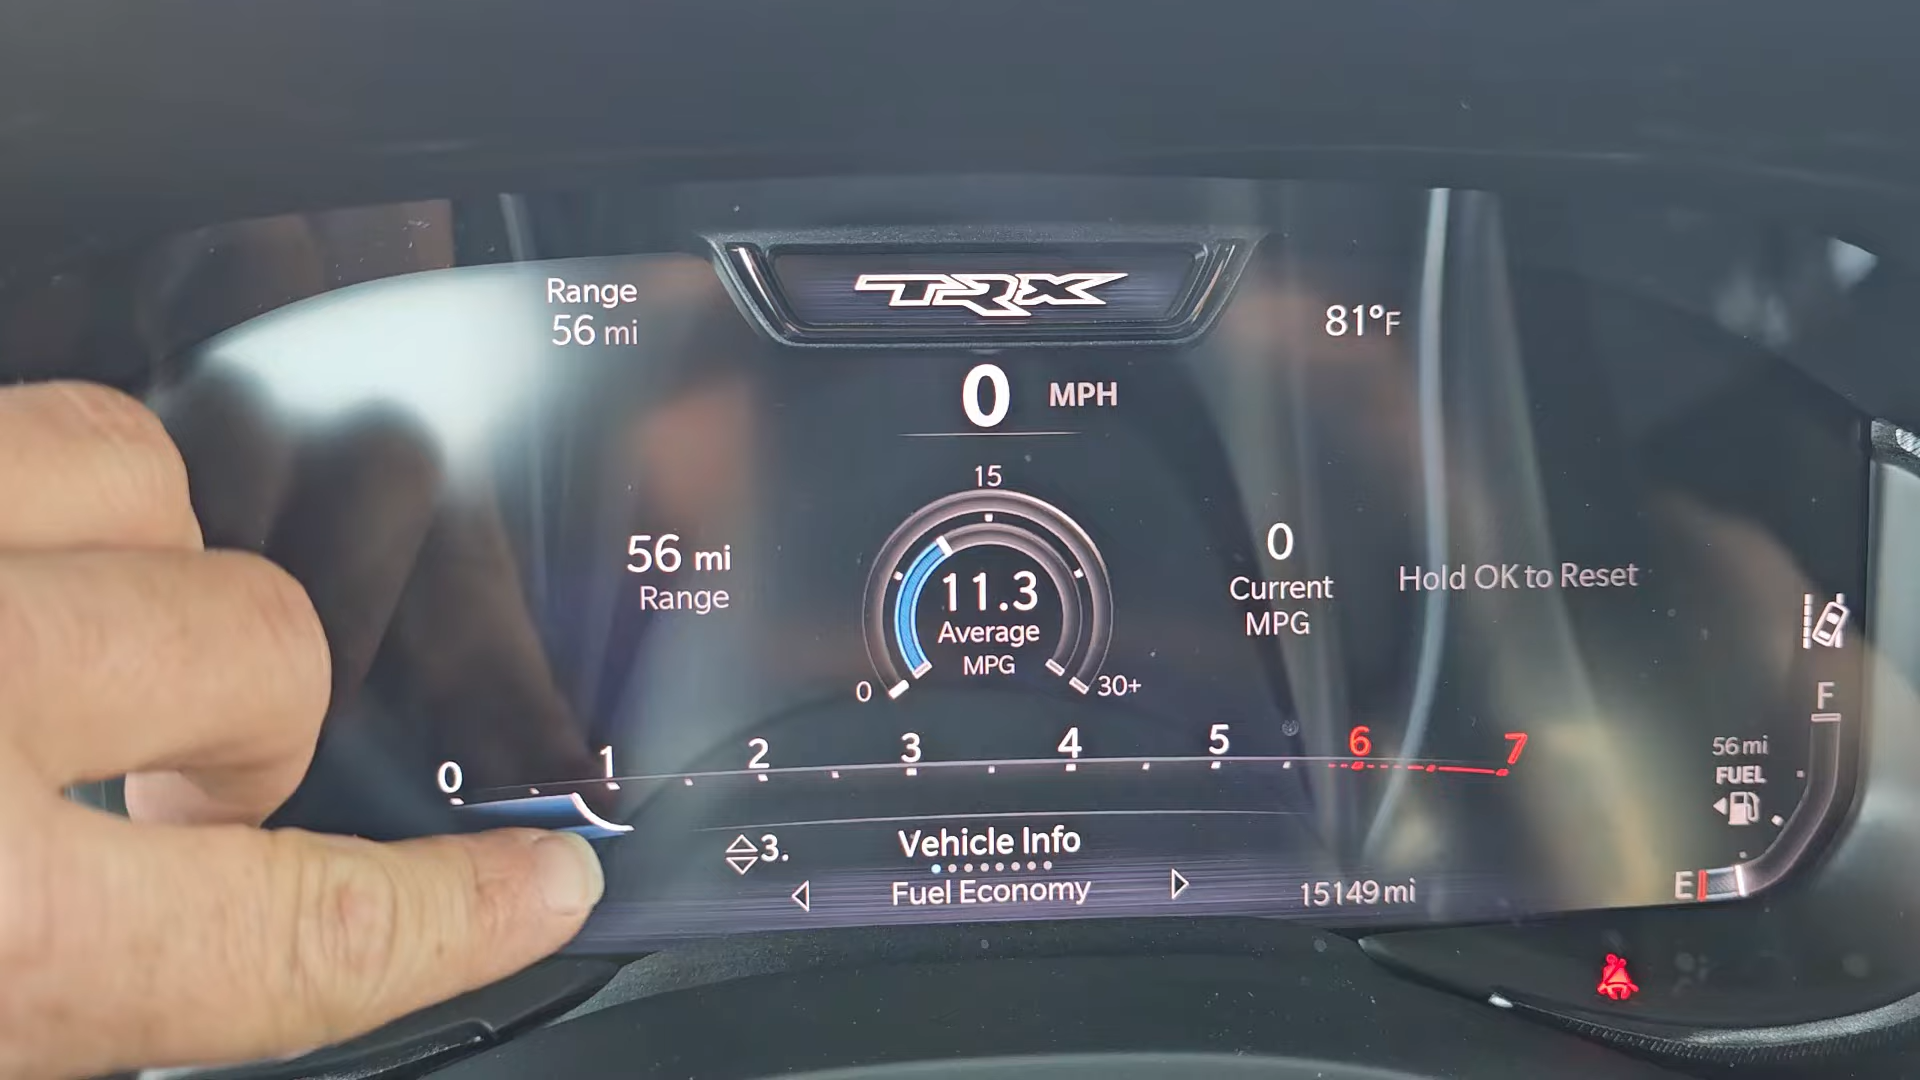 TRX
Range
56 mi
81°F
0 MPH
15
56 mi
Range
11.3
Average
MPG
0
30+
0
Current
MPG
Hold OK to Reset
0 1 2 3 4 5 6 7
F
56 mi
FUEL
E
3.
Vehicle Info
Fuel Economy
15149 mi